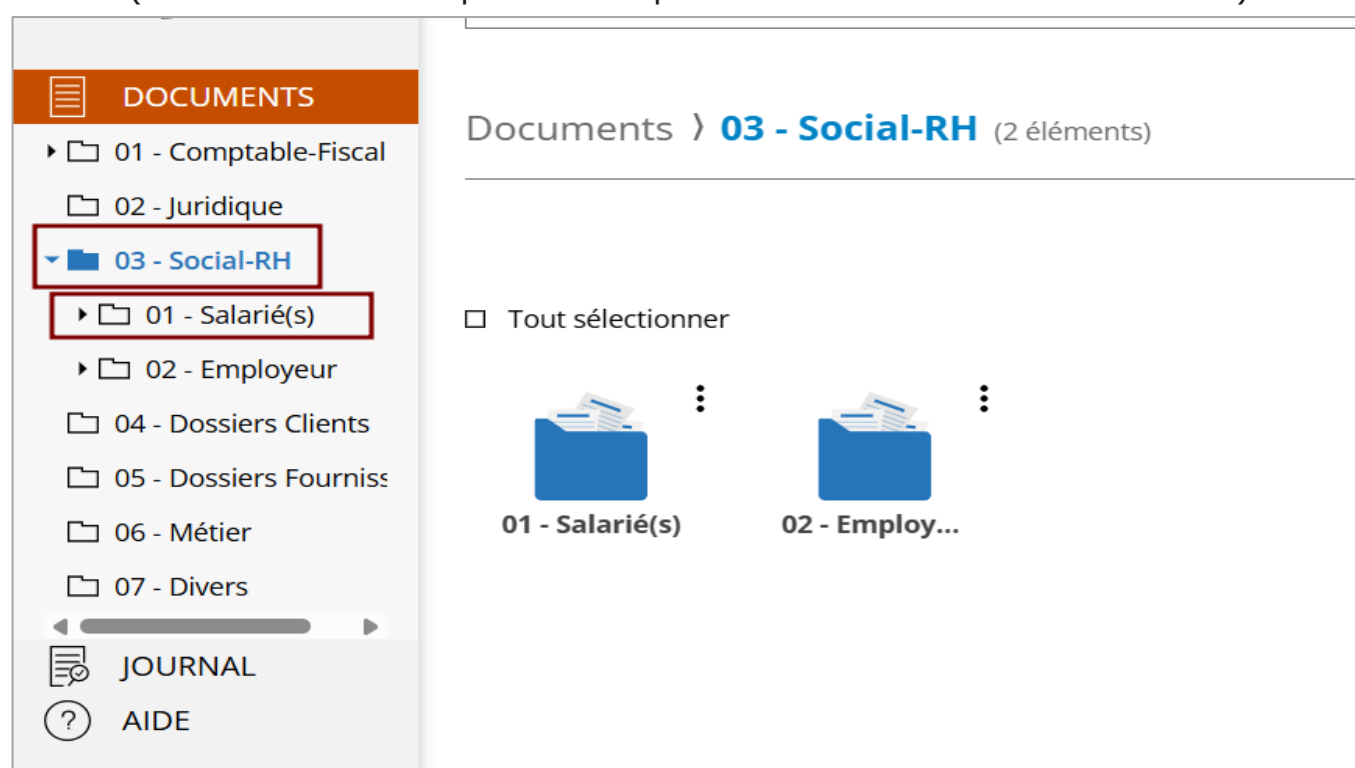 DOCUMENTS
01 - Comptable-Fiscal
02 - Juridique
03 - Social-RH
01 - Salarié(s)
02 - Employeur
04 - Dossiers Clients
05 - Dossiers Fourniss
06 - Métier
07 - Divers
JOURNAL
? AIDE
Documents ⟩ 03 - Social-RH (2 éléments)
Tout sélectionner
01 - Salarié(s)
02 - Employ...